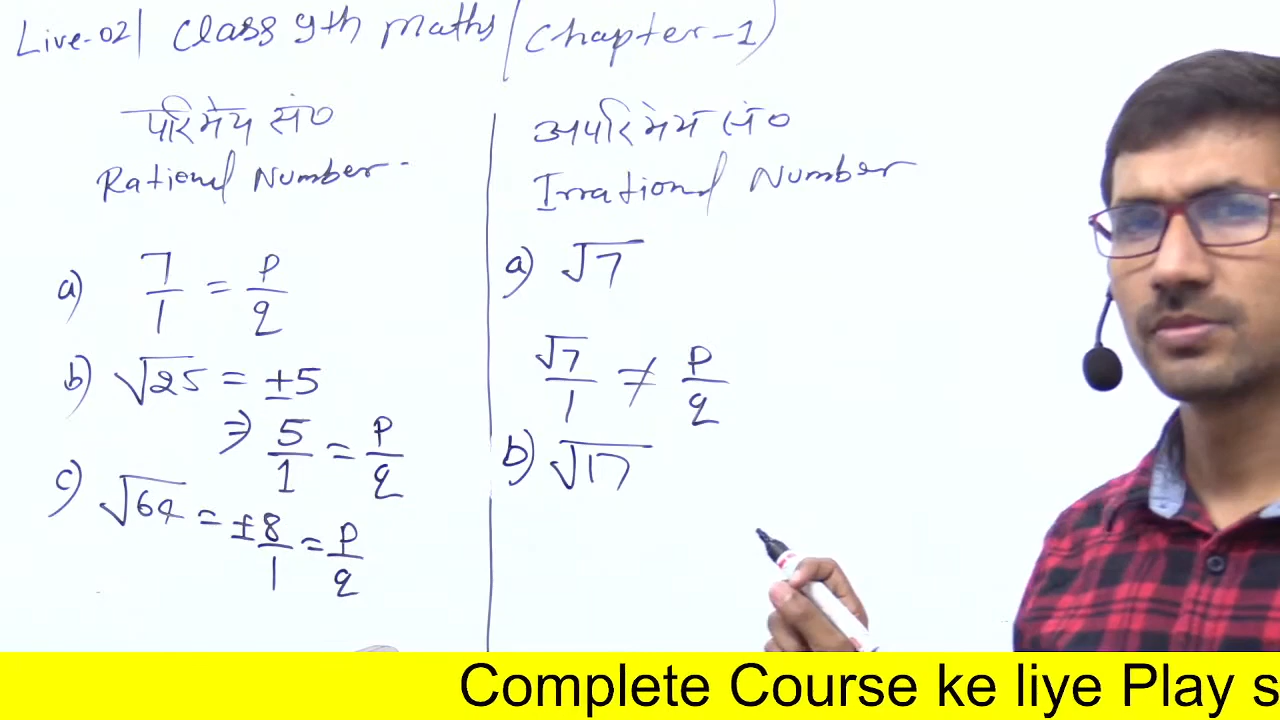 Live-02| Class 9th Maths/(Chapter-1)
परिमेय सं०
Rational Number
a) 7/1 = p/q
b) √25 = ±5
⇒ 5/1 = p/q
c) √64 = ±8/1 = p/q
अपरिमेय सं०
Irrational Number
a) √7
√7/1 ≠ p/q
b) √17
Complete Course ke liye Play s